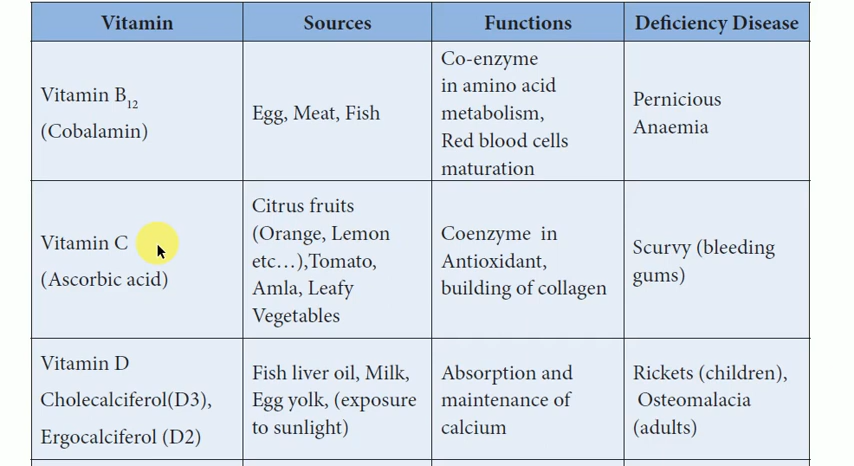 Vitamin
Sources
Functions
Deficiency Disease
Vitamin B12
(Cobalamin)
Egg, Meat, Fish
Co-enzyme
in amino acid
metabolism,
Red blood cells
maturation
Pernicious
Anaemia
Vitamin C
(Ascorbic acid)
Citrus fruits
(Orange, Lemon
etc…),Tomato,
Amla, Leafy
Vegetables
Coenzyme in
Antioxidant,
building of collagen
Scurvy (bleeding
gums)
Vitamin D
Cholecalciferol(D3),
Ergocalciferol (D2)
Fish liver oil, Milk,
Egg yolk, (exposure
to sunlight)
Absorption and
maintenance of
calcium
Rickets (children),
Osteomalacia
(adults)